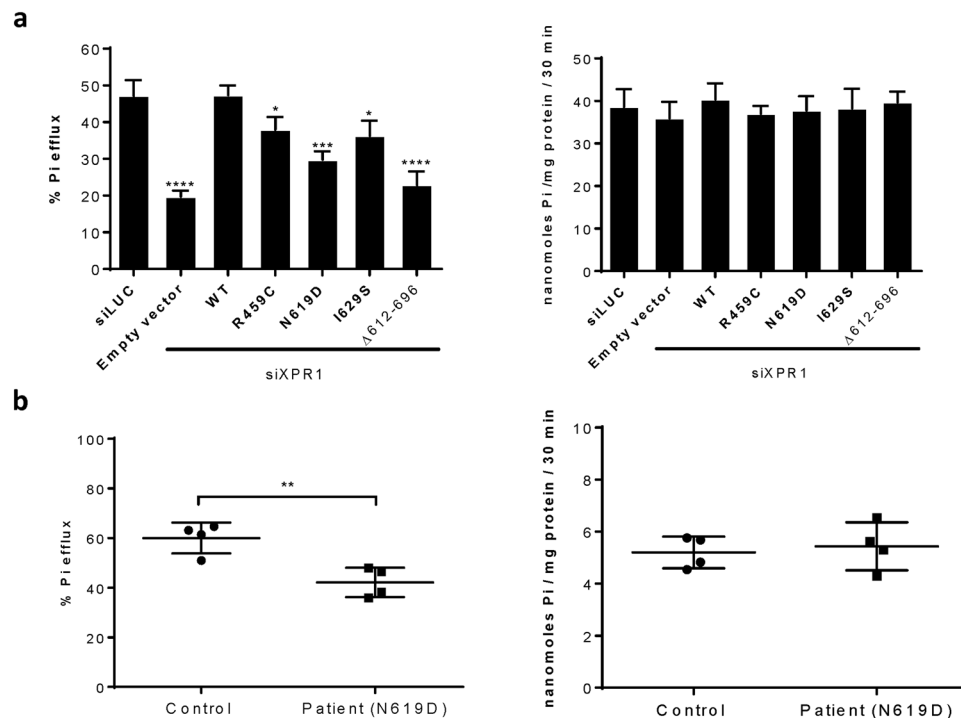 a
% Pi efflux
60
50
40
30
20
10
0
****
*
***
*
****
siLUC
Empty vector
WT
R459C
N619D
I629S
Δ612-696
siXPR1
nanomoles Pi /mg protein / 30 min
50
40
30
20
10
0
siLUC
Empty vector
WT
R459C
N619D
I629S
Δ612-696
siXPR1
b
% Pi efflux
100
80
60
40
20
0
**
Control
Patient (N619D)
nanomoles Pi / mg protein / 30 min
10
8
6
4
2
0
Control
Patient (N619D)